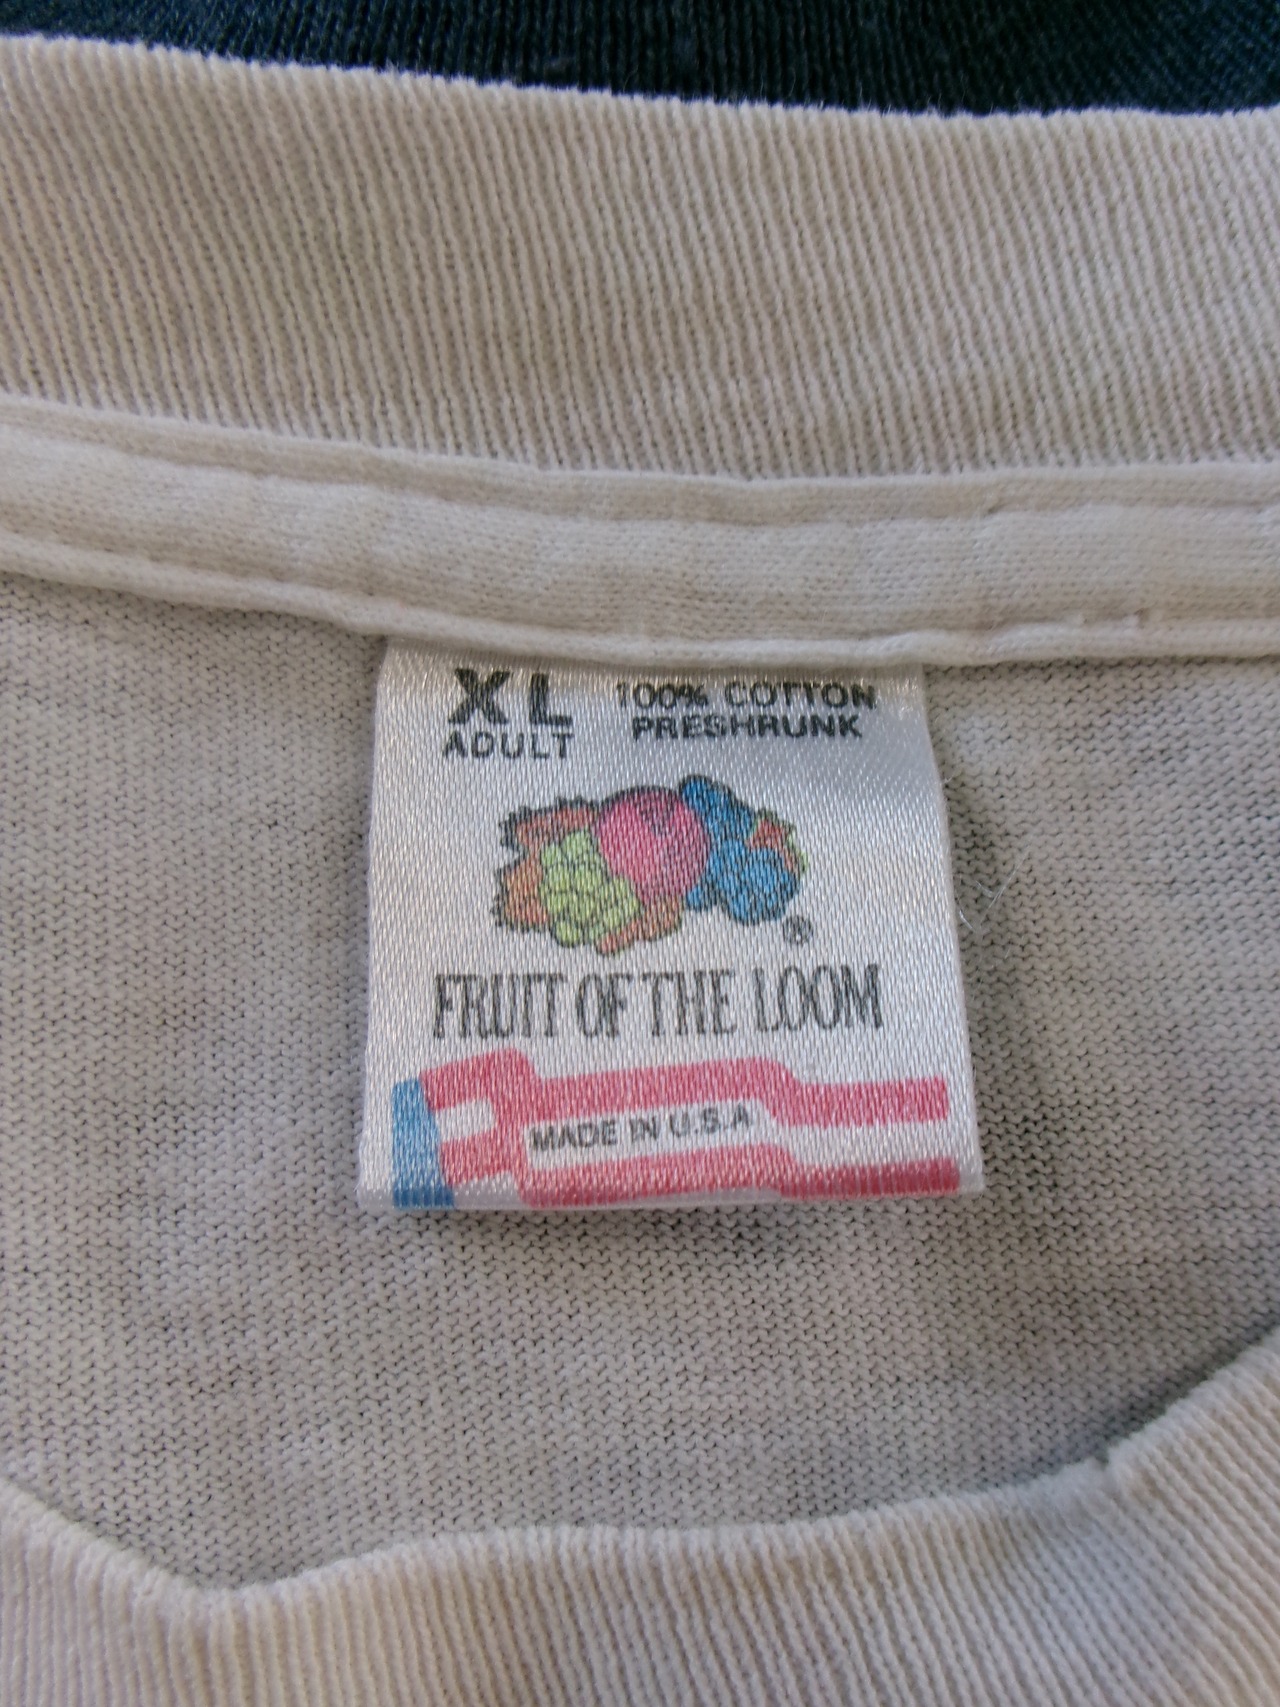 XL
ADULT
100% COTTON
PRESHRUNK
®
FRUIT OF THE LOOM
MADE IN U.S.A